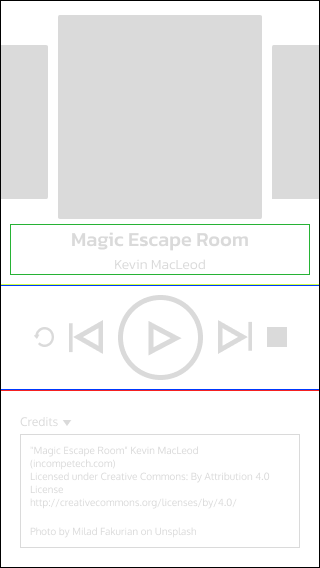 Magic Escape Room
Kevin MacLeod
Credits
"Magic Escape Room" Kevin MacLeod
(incompetech.com)
Licensed under Creative Commons: By Attribution 4.0
License
http://creativecommons.org/licenses/by/4.0/
Photo by Milad Fakurian on Unsplash